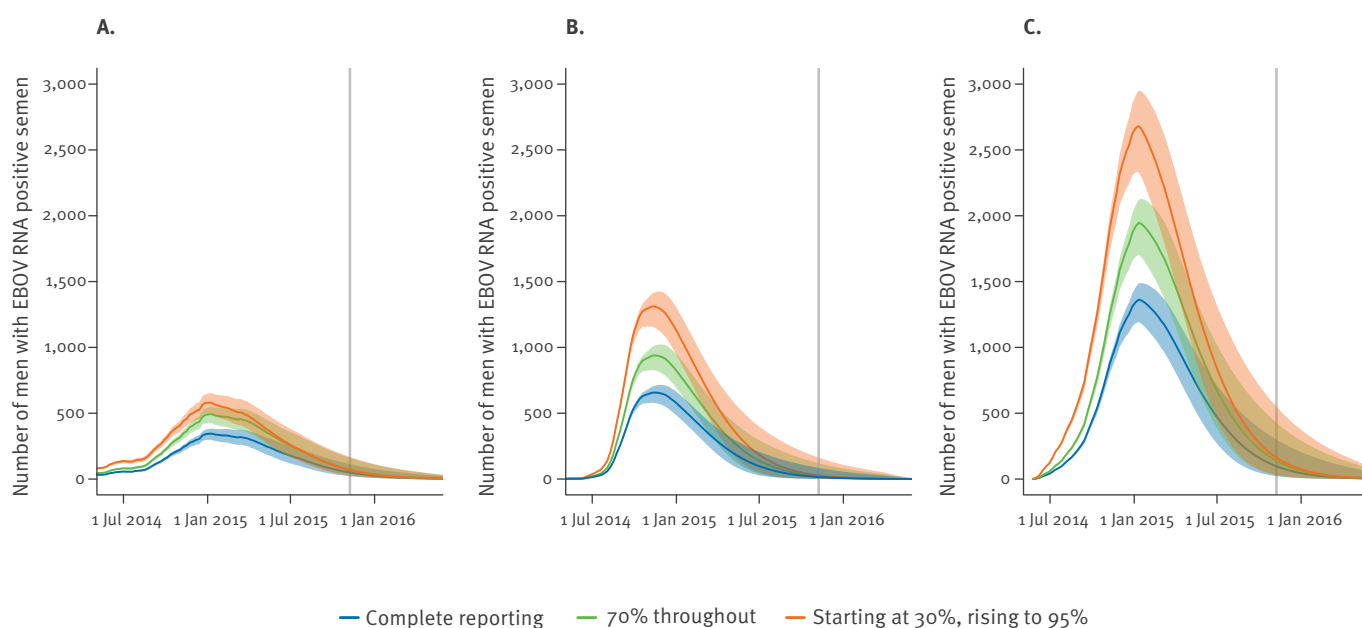 A.
B.
C.
Number of men with EBOV RNA positive semen
3,000
2,500
2,000
1,500
1,000
500
0
1 Jul 2014
1 Jan 2015
1 Jul 2015
1 Jan 2016
Number of men with EBOV RNA positive semen
3,000
2,500
2,000
1,500
1,000
500
0
1 Jul 2014
1 Jan 2015
1 Jul 2015
1 Jan 2016
Number of men with EBOV RNA positive semen
3,000
2,500
2,000
1,500
1,000
500
0
1 Jul 2014
1 Jan 2015
1 Jul 2015
1 Jan 2016
Complete reporting
70% throughout
Starting at 30%, rising to 95%